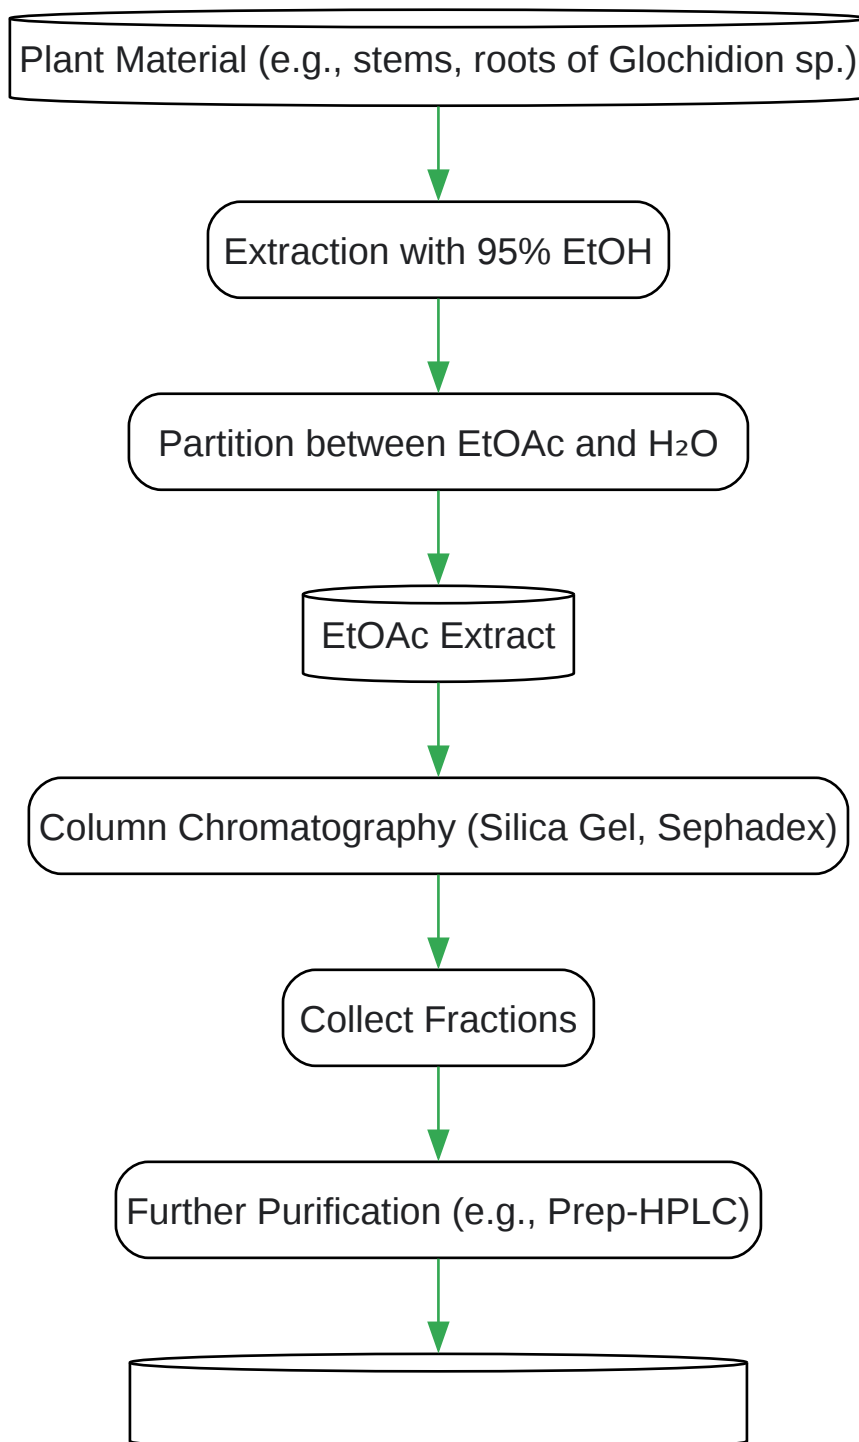 Plant Material (e.g., stems, roots of Glochidion sp.)
Extraction with 95% EtOH
Partition between EtOAc and H₂O
EtOAc Extract
Column Chromatography (Silica Gel, Sephadex)
Collect Fractions
Further Purification (e.g., Prep-HPLC)